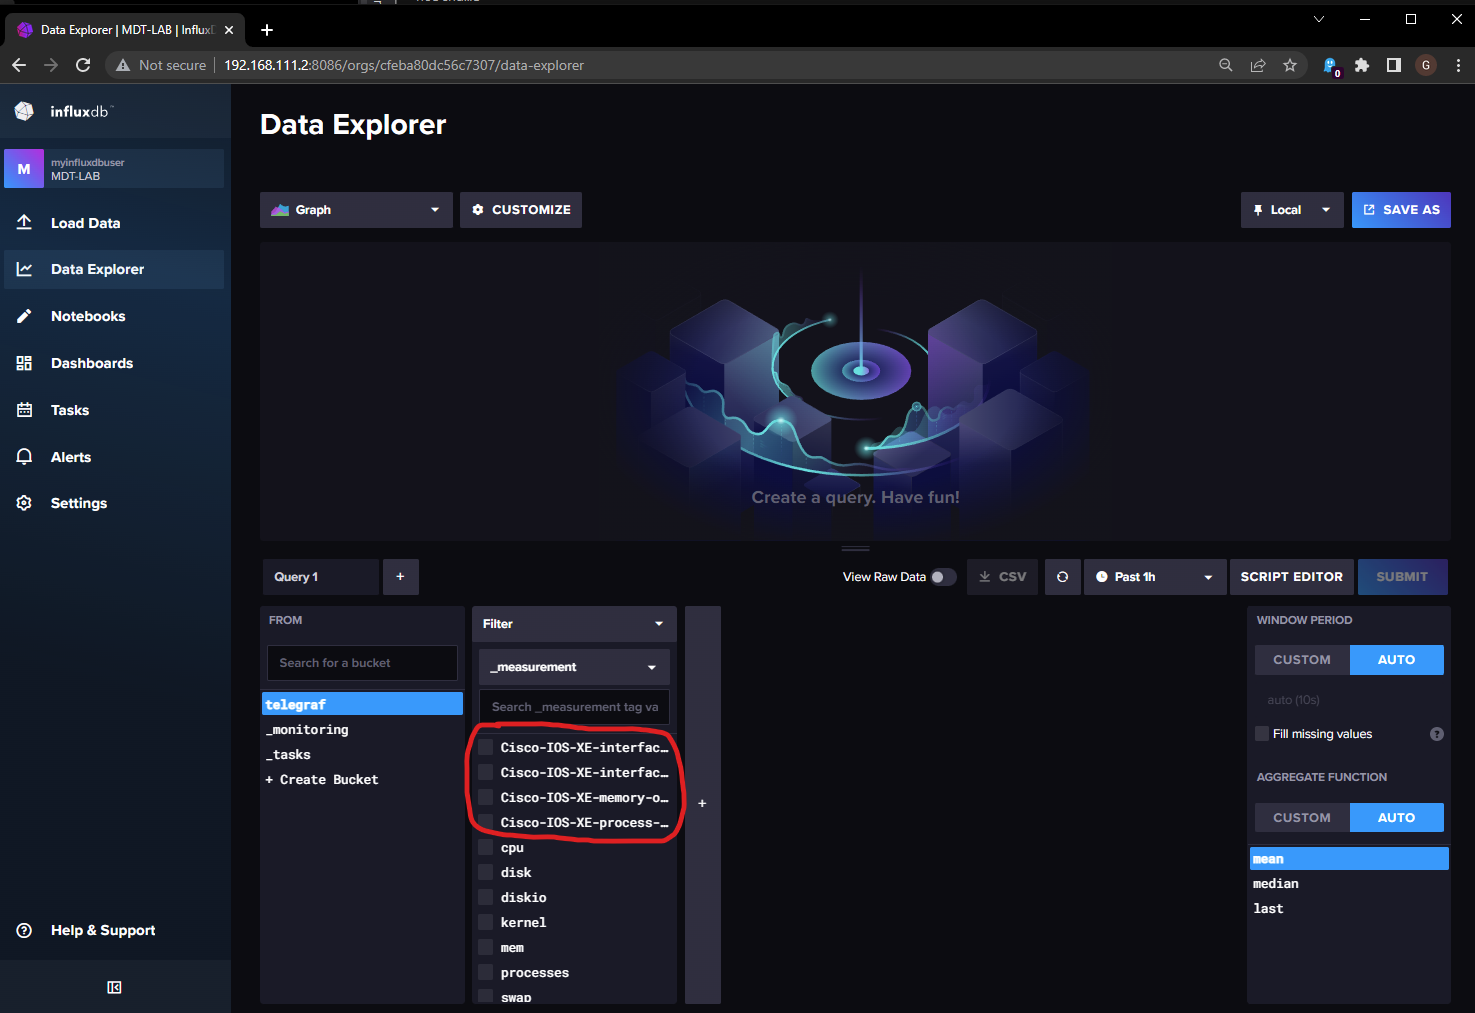 Data Explorer | MDT-LAB | Influx
Not secure
192.168.111.2:8086/orgs/cfeba80dc56c7307/data-explorer
0
G
influxdb™
M
myinfluxdbuser
MDT-LAB
Load Data
Data Explorer
Notebooks
Dashboards
Tasks
Alerts
Settings
Help & Support
Data Explorer
Graph
CUSTOMIZE
Local
SAVE AS
Create a query. Have fun!
Query 1
+
View Raw Data
CSV
Past 1h
SCRIPT EDITOR
SUBMIT
FROM
Search for a bucket
telegraf
_monitoring
_tasks
+ Create Bucket
Filter
_measurement
Search _measurement tag va
Cisco-IOS-XE-interfac…
Cisco-IOS-XE-interfac…
Cisco-IOS-XE-memory-o…
Cisco-IOS-XE-process-…
cpu
disk
diskio
kernel
mem
processes
swap
+
WINDOW PERIOD
CUSTOM
AUTO
auto (10s)
Fill missing values
?
AGGREGATE FUNCTION
CUSTOM
AUTO
mean
median
last